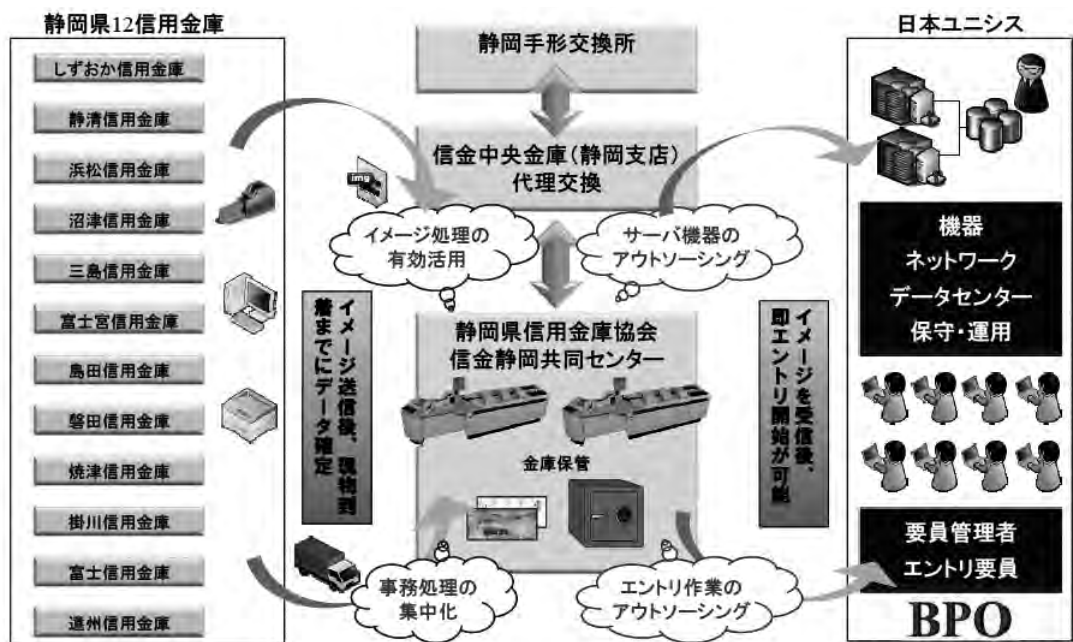 静岡県12信用金庫
しずおか信用金庫
静清信用金庫
浜松信用金庫
沼津信用金庫
三島信用金庫
富士宮信用金庫
島田信用金庫
磐田信用金庫
焼津信用金庫
掛川信用金庫
富士信用金庫
遠州信用金庫
静岡手形交換所
信金中央金庫(静岡支店)
代理交換
img
イメージ処理の
有効活用
サーバ機器の
アウトソーシング
イメージ送信後、現物到
着までにデータ確定
静岡県信用金庫協会
信金静岡共同センター
金庫保管
イメージを受信後、
即エントリ開始が可能
事務処理の
集中化
エントリ作業の
アウトソーシング
日本ユニシス
機器
ネットワーク
データセンター
保守・運用
要員管理者
エントリ要員
BPO